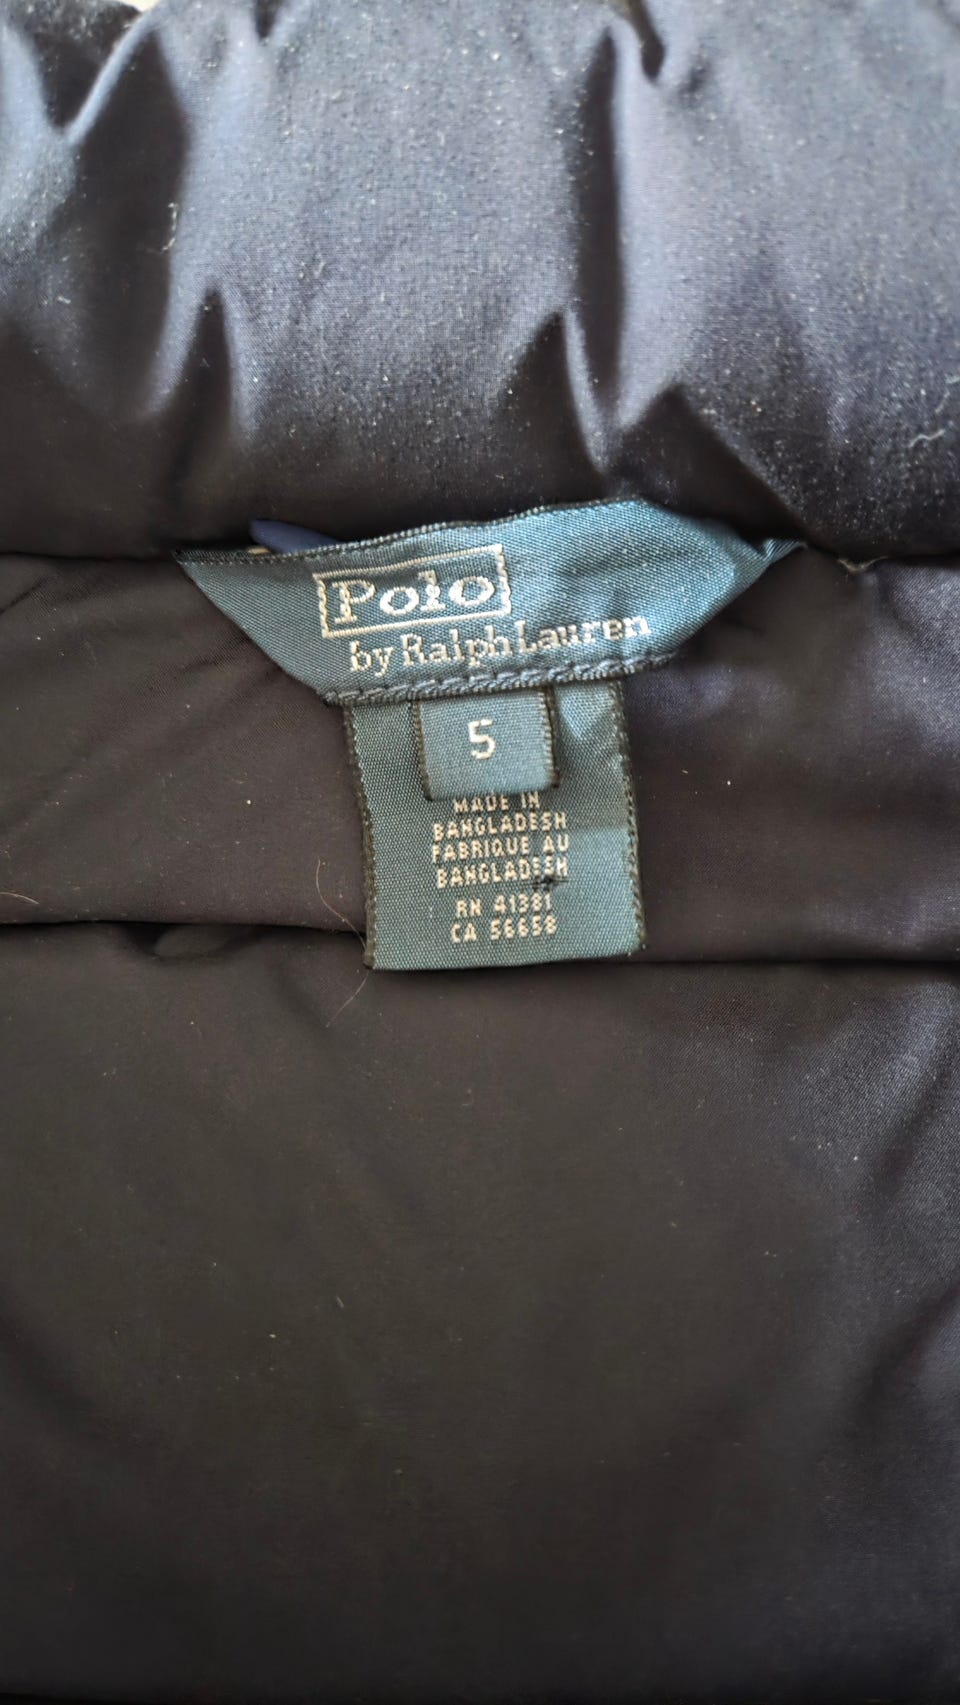 Polo
by Ralph Lauren
5
MADE IN
BANGLADESH
FABRIQUE AU
BANGLADESH
RN 41381
CA 56658